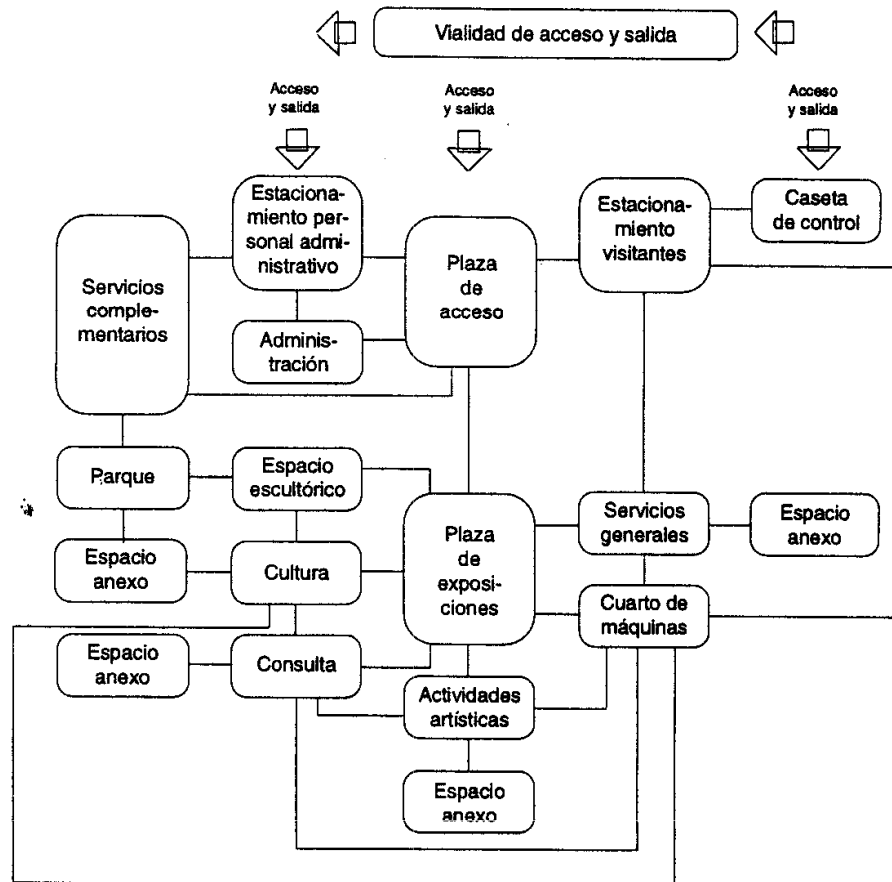 Vialidad de acceso y salida
Acceso
y salida
Acceso
y salida
Acceso
y salida
Estaciona-
miento per-
sonal admi-
nistrativo
Estaciona-
miento
visitantes
Caseta
de control
Servicios
comple-
mentarios
Plaza
de
acceso
Adminis-
tración
Parque
Espacio
escultórico
Plaza
de
exposi-
ciones
Servicios
generales
Espacio
anexo
Espacio
anexo
Cultura
Cuarto de
máquinas
Espacio
anexo
Consulta
Actividades
artísticas
Espacio
anexo